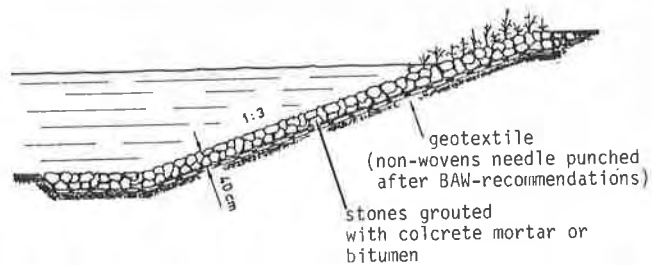 1:3
40 cm
geotextile
(non-wovens needle punched
after BAW-recommendations)
stones grouted
with colcrete mortar or
bitumen